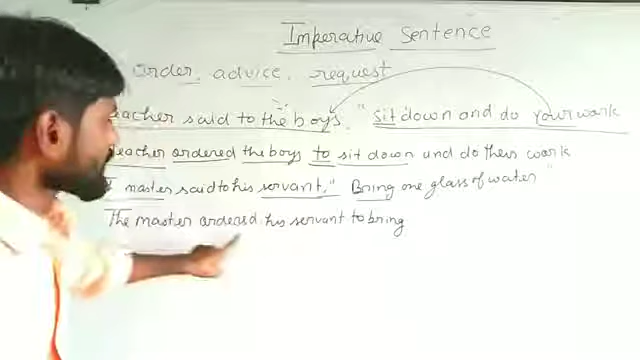 Imperative Sentence
order, advice, request
teacher said to the boys, "sit down and do your work
teacher ordered the boys to sit down and do their work
master said to his servant," Bring one glass of water"
The master ordered his servant to bring